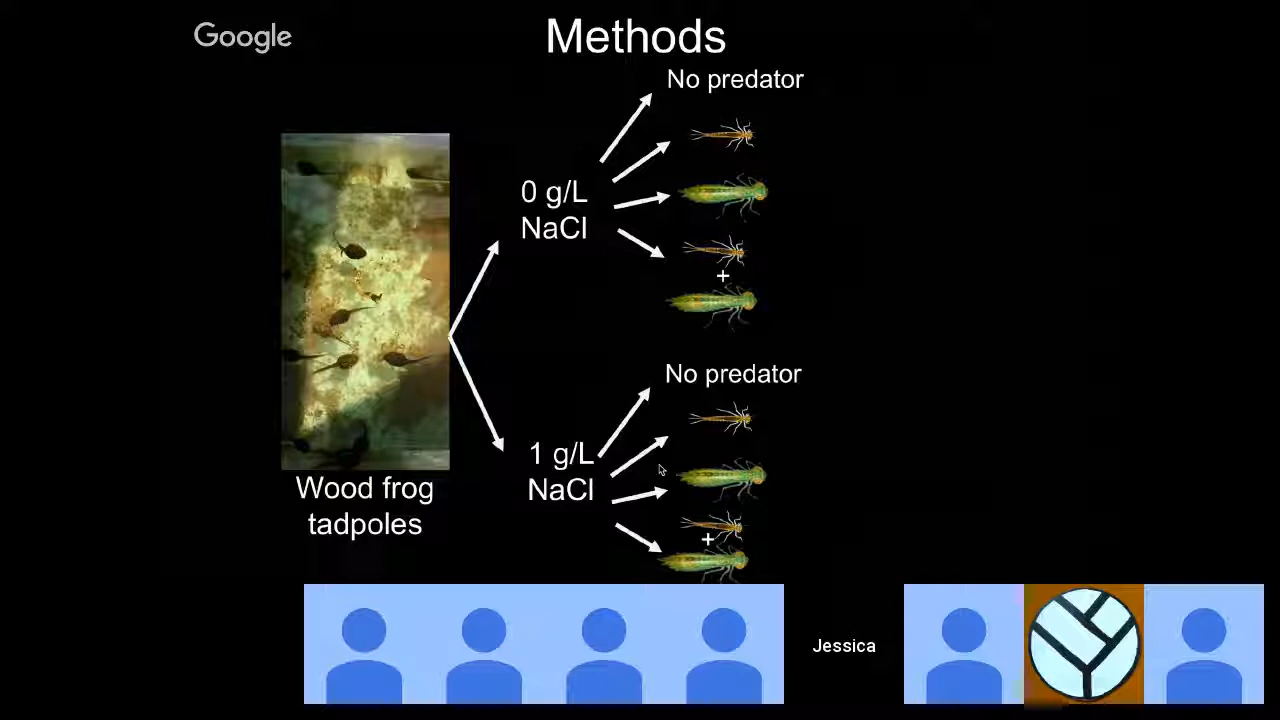 Google
Methods
No predator
0 g/L
NaCl
+
No predator
1 g/L
NaCl
+
Wood frog
tadpoles
Jessica